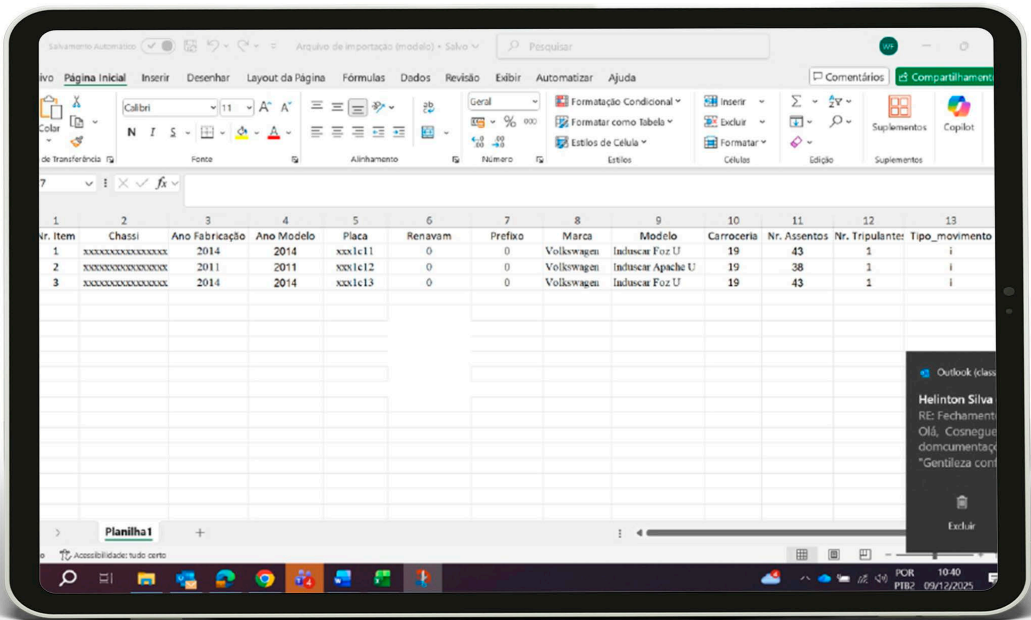 Salvamento Automático Arquivo de importação (modelo) • Salvo Pesquisar WF
ivo Página Inicial Inserir Desenhar Layout da Página Fórmulas Dados Revisão Exibir Automatizar Ajuda Comentários Compartilhamento
Colar Calibri 11 Geral Formatação Condicional Inserir
N I S % 000 Formatar como Tabela Excluir Suplementos Copilot
Estilos de Célula Formatar
de Transferência Fonte Alinhamento Número Estilos Células Edição Suplementos
7 fx
1 2 3 4 5 6 7 8 9 10 11 12 13
Nr. Item Chassi Ano Fabricação Ano Modelo Placa Renavam Prefixo Marca Modelo Carroceria Nr. Assentos Nr. Tripulantes Tipo_movimento
1 xxxxxxxxxxxxxxxxx 2014 2014 xxx1c11 0 0 Volkswagen Induscar Foz U 19 43 1 i
2 xxxxxxxxxxxxxxxxx 2011 2011 xxx1c12 0 0 Volkswagen Induscar Apache U 19 38 1 i
3 xxxxxxxxxxxxxxxxx 2014 2014 xxx1c13 0 0 Volkswagen Induscar Foz U 19 43 1 i
Outlook (class
Helinton Silva
RE: Fechament
Olá, Cosnegue
domcumentaç
"Gentileza conf
Excluir
Planilha1
Acessibilidade: tudo certo
POR 10:40
PTB2 09/12/2025